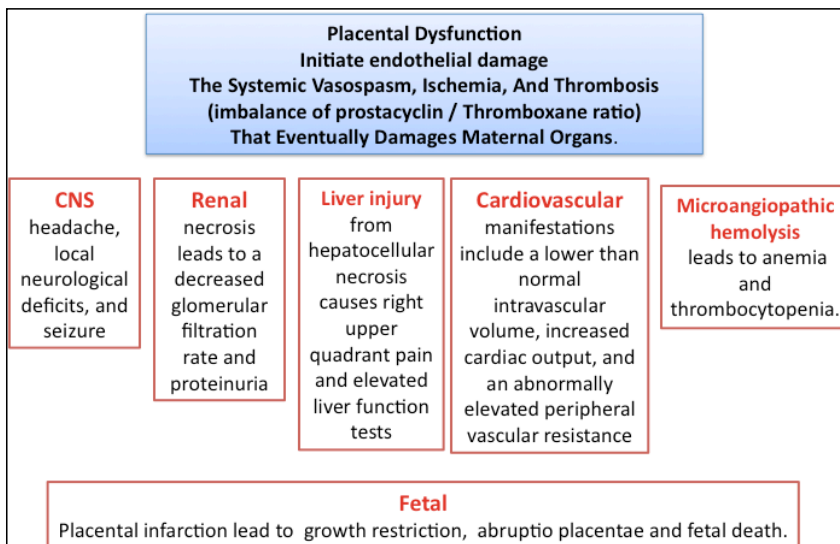 Placental Dysfunction
Initiate endothelial damage
The Systemic Vasospasm, Ischemia, And Thrombosis
(imbalance of prostacyclin / Thromboxane ratio)
That Eventually Damages Maternal Organs.
CNS
headache,
local
neurological
deficits, and
seizure
Renal
necrosis
leads to a
decreased
glomerular
filtration
rate and
proteinuria
Liver injury
from
hepatocellular
necrosis
causes right
upper
quadrant pain
and elevated
liver function
tests
Cardiovascular
manifestations
include a lower than
normal
intravascular
volume, increased
cardiac output, and
an abnormally
elevated peripheral
vascular resistance
Microangiopathic
hemolysis
leads to anemia
and
thrombocytopenia.
Fetal
Placental infarction lead to growth restriction, abruptio placentae and fetal death.